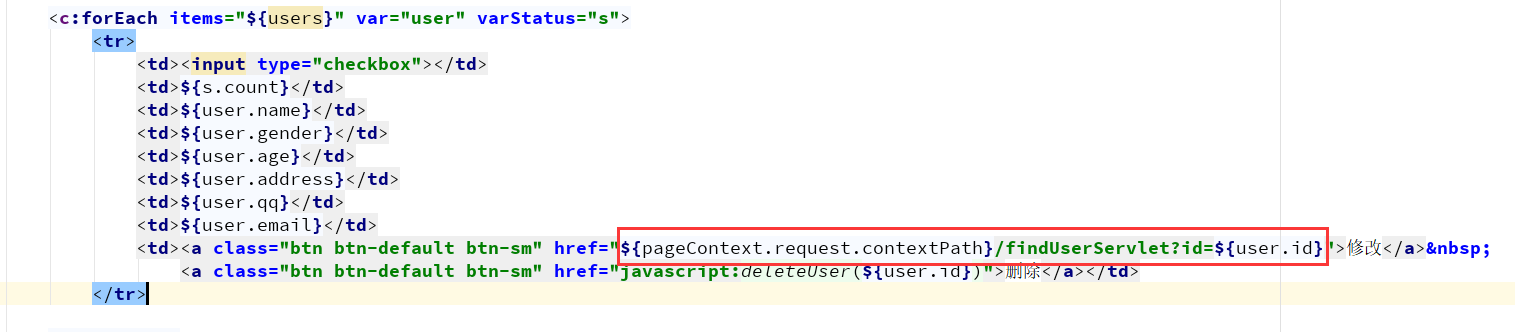 <c:forEach items="${users}" var="user" varStatus="s">
<tr>
<td><input type="checkbox"></td>
<td>${s.count}</td>
<td>${user.name}</td>
<td>${user.gender}</td>
<td>${user.age}</td>
<td>${user.address}</td>
<td>${user.qq}</td>
<td>${user.email}</td>
<td><a class="btn btn-default btn-sm" href="${pageContext.request.contextPath}/findUserServlet?id=${user.id}">修改</a>&nbsp;
<a class="btn btn-default btn-sm" href="javascript:deleteUser(${user.id})">删除</a></td>
</tr>